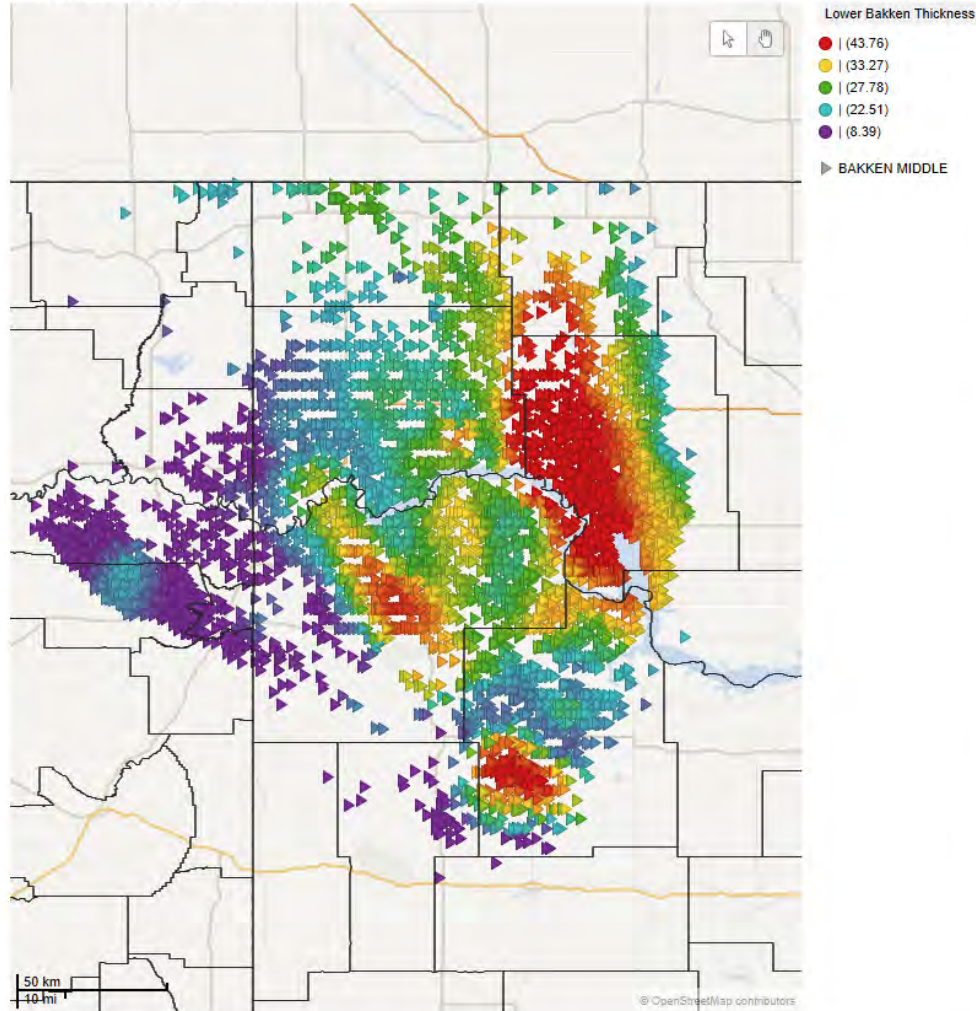 Lower Bakken Thickness
| (43.76)
| (33.27)
| (27.78)
| (22.51)
| (8.39)
BAKKEN MIDDLE
50 km
10 mi
© OpenStreetMap contributors